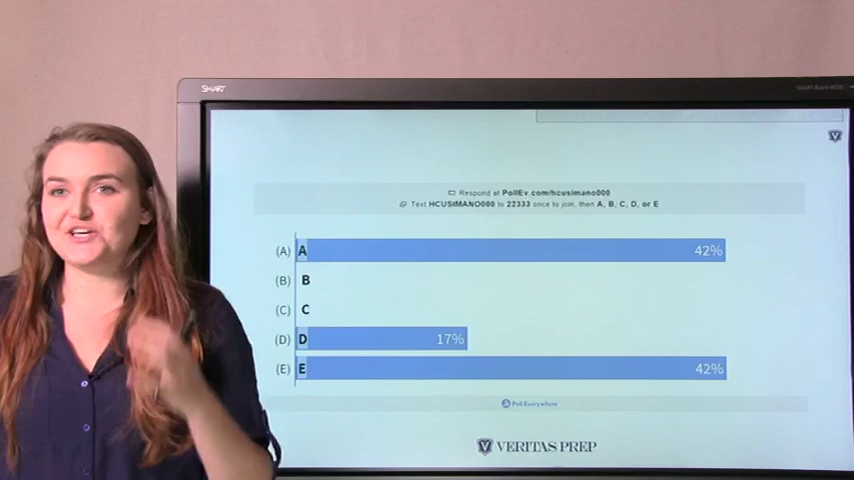 SMART
Respond at PollEv.com/hcusimano000
Text HCUSIMANO000 to 22333 once to join, then A, B, C, D, or E
(A) A 42%
(B) B
(C) C
(D) D 17%
(E) E 42%
Poll Everywhere
VERITAS PREP